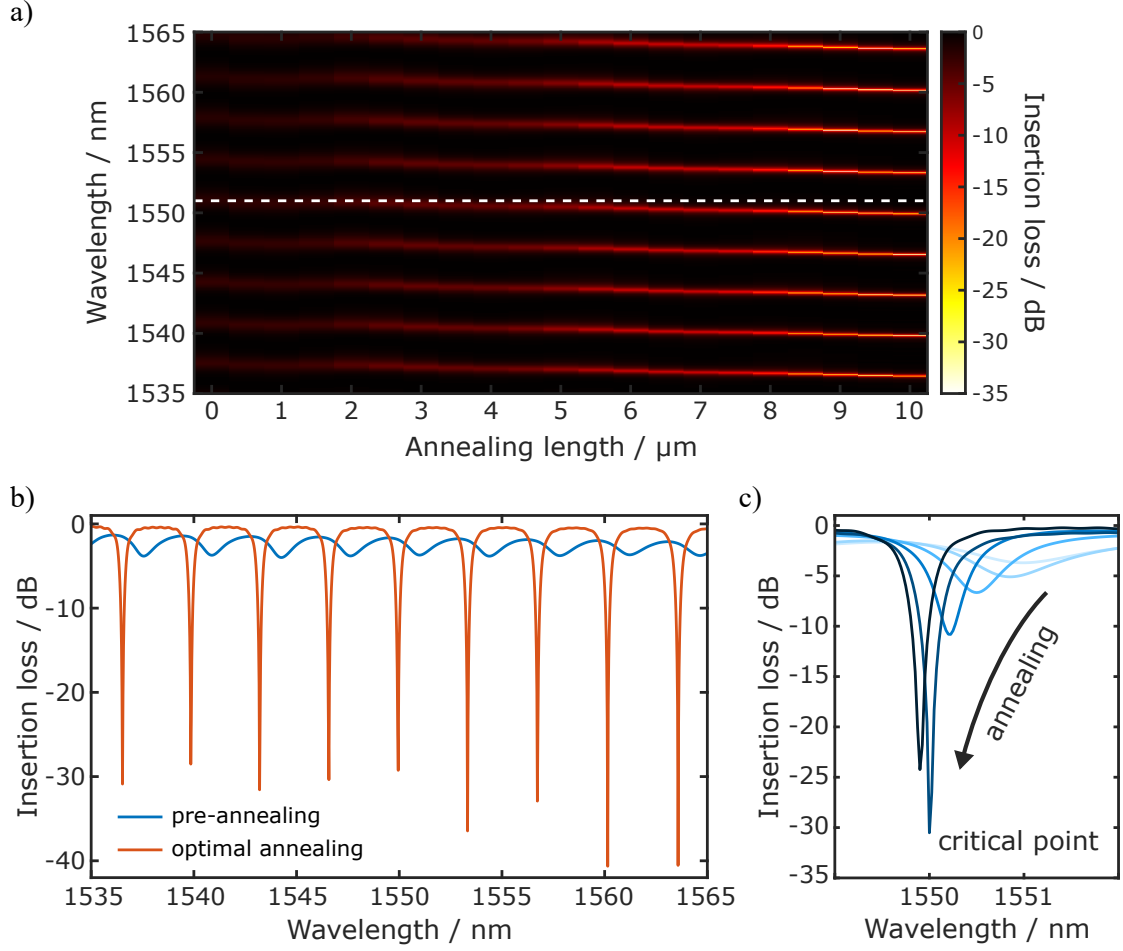 a)
1565
1560
1555
1550
1545
1540
1535
Wavelength / nm
0 1 2 3 4 5 6 7 8 9 10
Annealing length / µm
0
-5
-10
-15
-20
-25
-30
-35
Insertion loss / dB
b)
0
-10
-20
-30
-40
Insertion loss / dB
pre-annealing
optimal annealing
1535 1540 1545 1550 1555 1560 1565
Wavelength / nm
c)
0
-5
-10
-15
-20
-25
-30
-35
Insertion loss / dB
annealing
critical point
1550 1551
Wavelength / nm